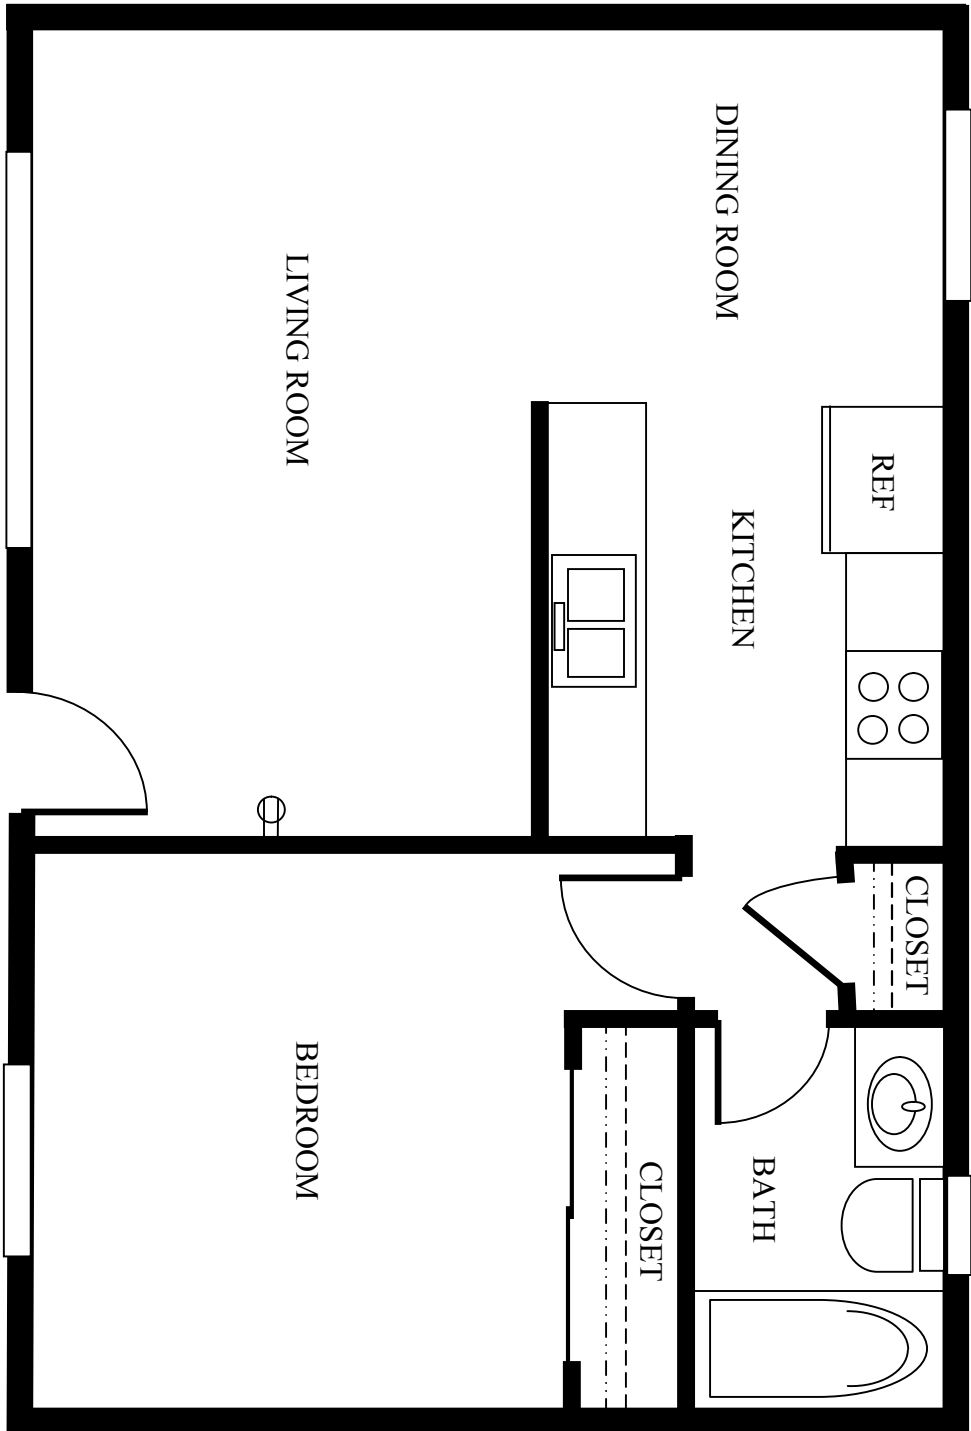 DINING ROOM
LIVING ROOM
REF
KITCHEN
CLOSET
BEDROOM
CLOSET
BATH